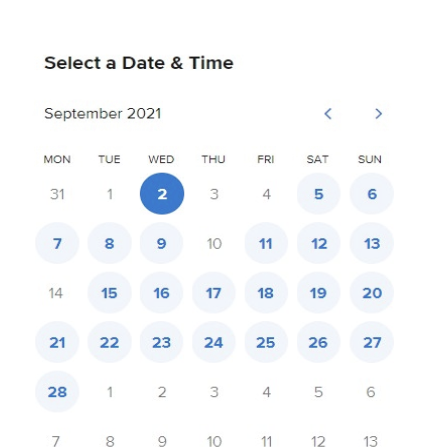 Select a Date & Time
September 2021
MON TUE WED THU FRI SAT SUN
31 1 2 3 4 5 6
7 8 9 10 11 12 13
14 15 16 17 18 19 20
21 22 23 24 25 26 27
28 1 2 3 4 5 6
7 8 9 10 11 12 13